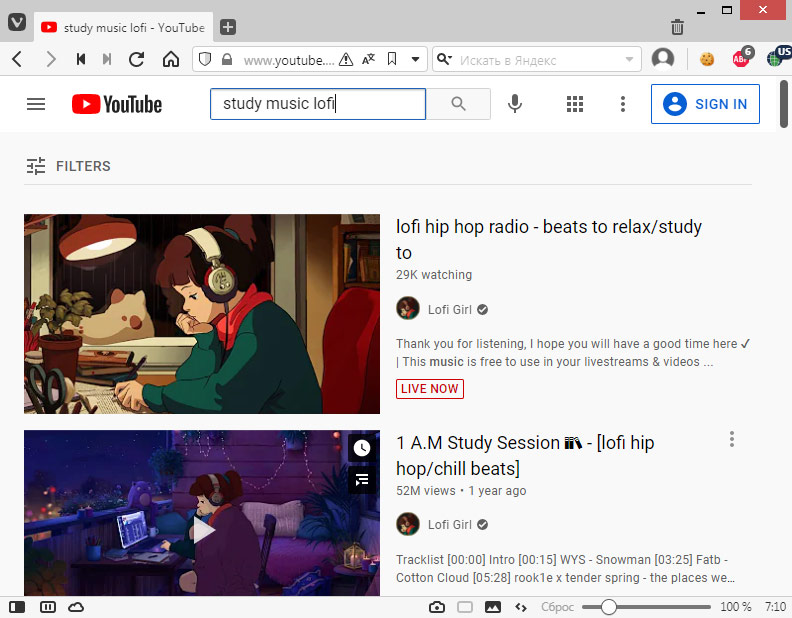 study music lofi - YouTube
www.youtube....
Искать в Яндекс
ABP
6
US
YouTube
study music lofi
SIGN IN
FILTERS
lofi hip hop radio - beats to relax/study
to
29K watching
Lofi Girl
Thank you for listening, I hope you will have a good time here ✓
| This music is free to use in your livestreams & videos ...
LIVE NOW
1 A.M Study Session 📚 - [lofi hip
hop/chill beats]
52M views • 1 year ago
Lofi Girl
Tracklist [00:00] Intro [00:15] WYS - Snowman [03:25] Fatb -
Cotton Cloud [05:28] rook1e x tender spring - the places we...
Сброс
100 %
7:10